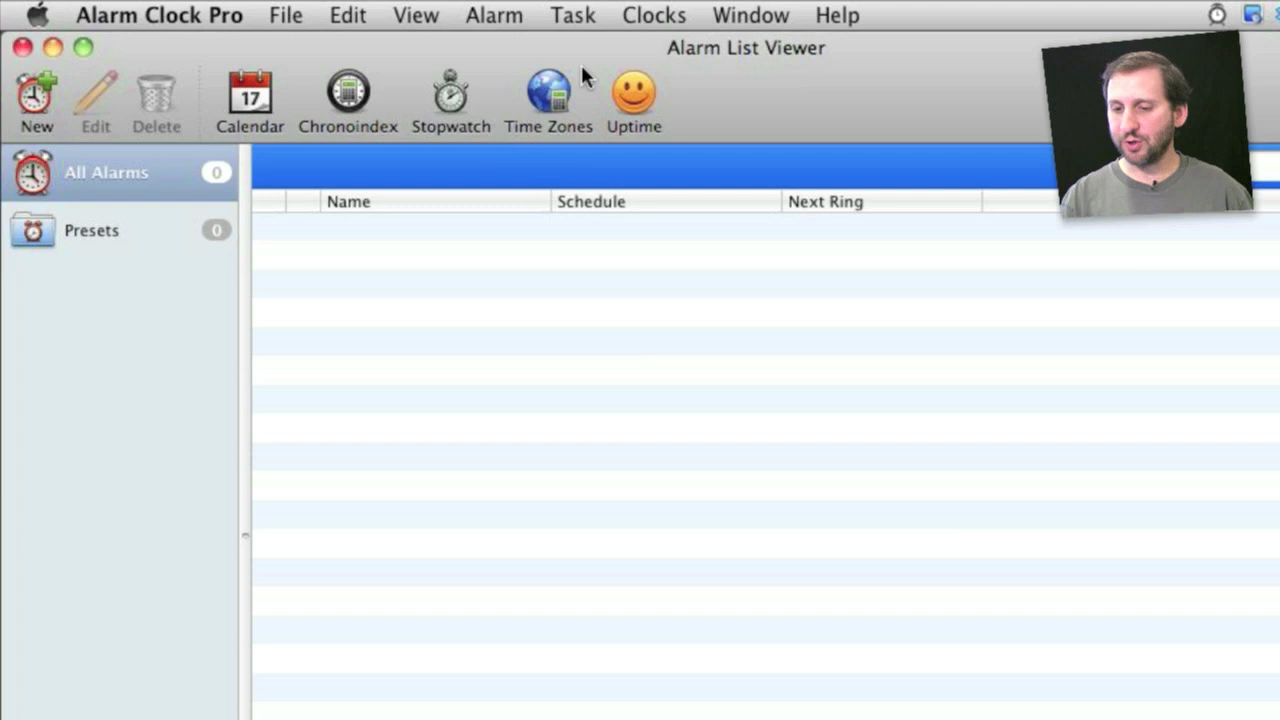 Alarm Clock Pro File Edit View Alarm Task Clocks Window Help
Alarm List Viewer
New Edit Delete 17 Calendar Chronoindex Stopwatch Time Zones Uptime
All Alarms 0
Name Schedule Next Ring
Presets 0